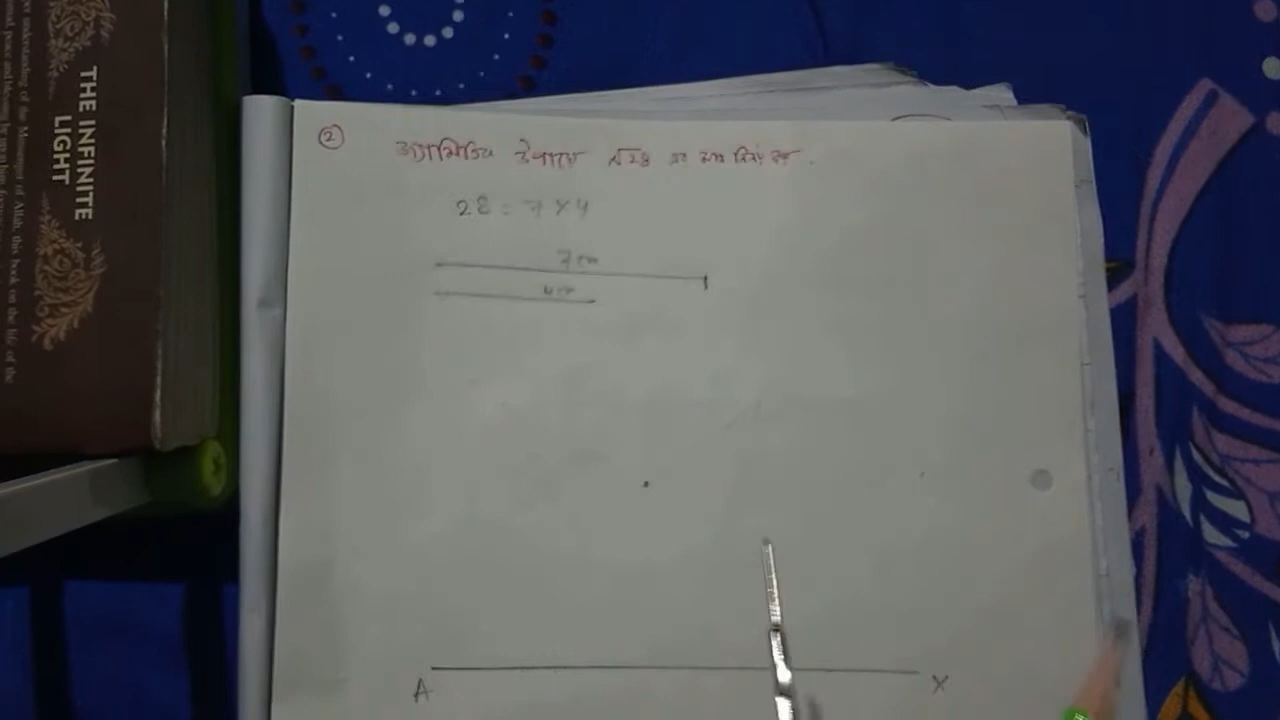 THE INFINITE
LIGHT
②
জ্যামিতিক উপায়ে √28 এর মান নির্ণয় কর.
28 = 7 × 4
7 cm
4 cm
A
X